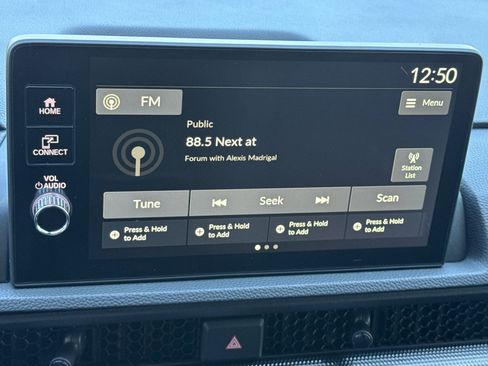 12:50
HOME
FM
Menu
Public
88.5 Next at
CONNECT
Forum with Alexis Madrigal
Station
List
VOL
AUDIO
Tune
Seek
Scan
Press & Hold
to Add
Press & Hold
to Add
Press & Hold
to Add
Press & Hold
to Add